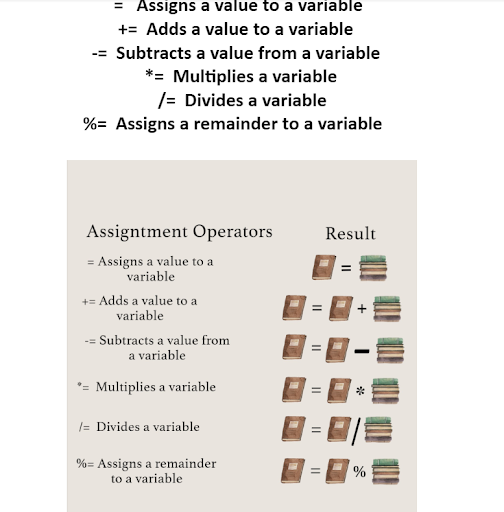 = Assigns a value to a variable
+= Adds a value to a variable
-= Subtracts a value from a variable
*= Multiplies a variable
/= Divides a variable
%= Assigns a remainder to a variable
Assigntment Operators
Result
= Assigns a value to a
variable
=
+= Adds a value to a
variable
= +
-= Subtracts a value from
a variable
= -
*= Multiplies a variable
= *
/= Divides a variable
= /
%= Assigns a remainder
to a variable
= %